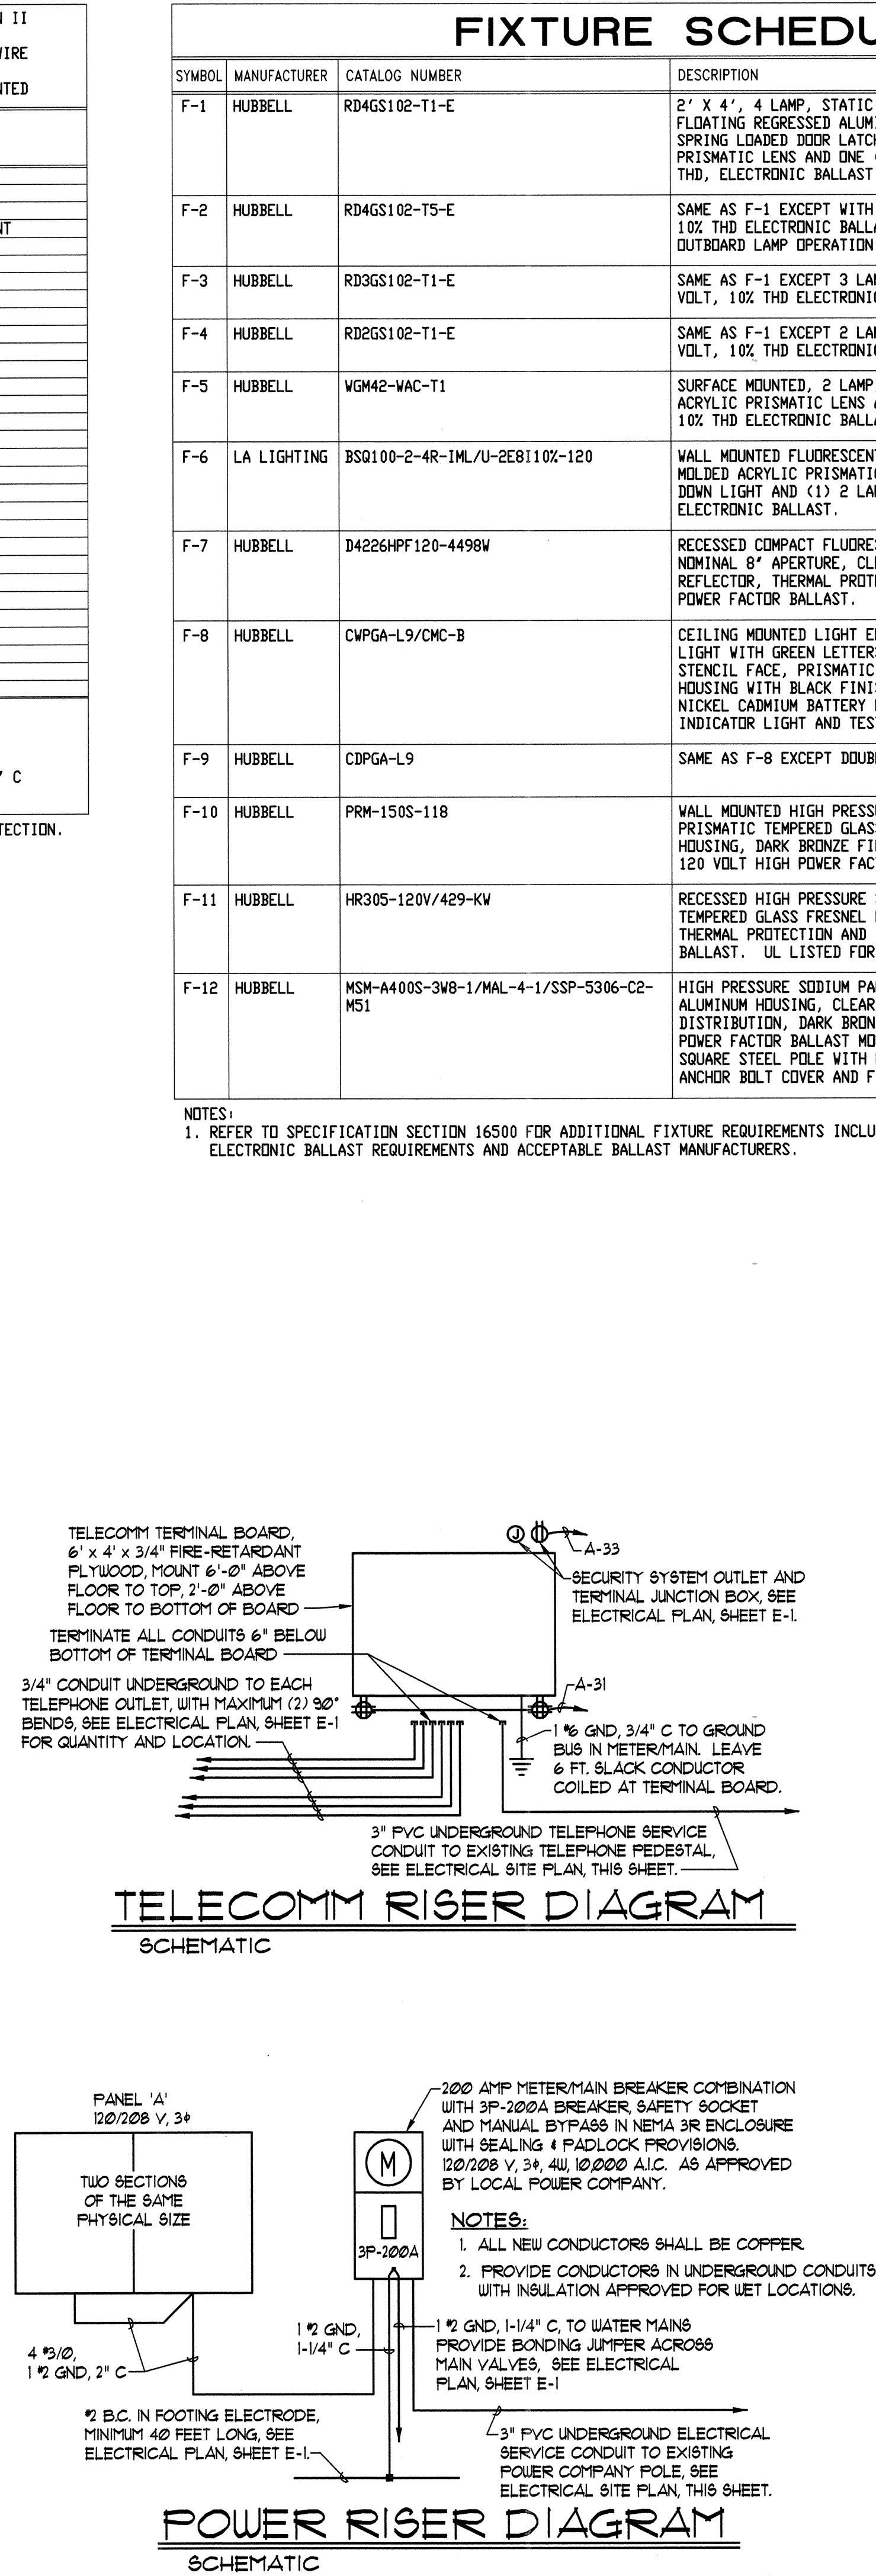 II
WIRE
NT
C
FIXTURE SCHEDU
SYMBOL MANUFACTURER CATALOG NUMBER DESCRIPTION
F-1 HUBBELL RD4GS102-T1-E 2' X 4', 4 LAMP, STATIC
FLOATING REGRESSED ALUMI
SPRING LOADED DOOR LATCH
PRISMATIC LENS AND ONE
THD, ELECTRONIC BALLAST
F-2 HUBBELL RD4GS102-T5-E SAME AS F-1 EXCEPT WITH
10% THD ELECTRONIC BALLA
OUTBOARD LAMP OPERATION
F-3 HUBBELL RD3GS102-T1-E SAME AS F-1 EXCEPT 3 LA
VOLT, 10% THD ELECTRONIC
F-4 HUBBELL RD2GS102-T1-E SAME AS F-1 EXCEPT 2 LA
VOLT, 10% THD ELECTRONIC
F-5 HUBBELL WGM42-WAC-T1 SURFACE MOUNTED, 2 LAMP
ACRYLIC PRISMATIC LENS
10% THD ELECTRONIC BALLA
F-6 LA LIGHTING BSQ100-2-4R-IML/U-2E8I10%-120 WALL MOUNTED FLUORESCENT
MOLDED ACRYLIC PRISMATIC
DOWN LIGHT AND (1) 2 LA
ELECTRONIC BALLAST.
F-7 HUBBELL D4226HPF120-4498W RECESSED COMPACT FLUORES
NOMINAL 8" APERTURE, CL
REFLECTOR, THERMAL PROT
POWER FACTOR BALLAST.
F-8 HUBBELL CWPGA-L9/CMC-B CEILING MOUNTED LIGHT E
LIGHT WITH GREEN LETTERS
STENCIL FACE, PRISMATIC
HOUSING WITH BLACK FINI
NICKEL CADMIUM BATTERY
INDICATOR LIGHT AND TES
F-9 HUBBELL CDPGA-L9 SAME AS F-8 EXCEPT DOUB
F-10 HUBBELL PRM-150S-118 WALL MOUNTED HIGH PRESSU
PRISMATIC TEMPERED GLAS
HOUSING, DARK BRONZE FI
120 VOLT HIGH POWER FAC
F-11 HUBBELL HR305-120V/429-KW RECESSED HIGH PRESSURE
TEMPERED GLASS FRESNEL
THERMAL PROTECTION AND
BALLAST. UL LISTED FOR
F-12 HUBBELL MSM-A400S-3W8-1/MAL-4-1/SSP-5306-C2-
M51 HIGH PRESSURE SODIUM PA
ALUMINUM HOUSING, CLEAR
DISTRIBUTION, DARK BRON
POWER FACTOR BALLAST MO
SQUARE STEEL POLE WITH
ANCHOR BOLT COVER AND F
TECTION.
NOTES:
1. REFER TO SPECIFICATION SECTION 16500 FOR ADDITIONAL FIXTURE REQUIREMENTS INCLU
ELECTRONIC BALLAST REQUIREMENTS AND ACCEPTABLE BALLAST MANUFACTURERS.
TELECOMM TERMINAL BOARD,
6' x 4' x 3/4" FIRE-RETARDANT
PLYWOOD, MOUNT 6'-0" ABOVE
FLOOR TO TOP, 2'-0" ABOVE
FLOOR TO BOTTOM OF BOARD
TERMINATE ALL CONDUITS 6" BELOW
BOTTOM OF TERMINAL BOARD
3/4" CONDUIT UNDERGROUND TO EACH
TELEPHONE OUTLET, WITH MAXIMUM (2) 90°
BENDS, SEE ELECTRICAL PLAN, SHEET E-1
FOR QUANTITY AND LOCATION.
J
A-33
SECURITY SYSTEM OUTLET AND
TERMINAL JUNCTION BOX, SEE
ELECTRICAL PLAN, SHEET E-1.
A-31
1 #6 GND, 3/4" C TO GROUND
BUS IN METER/MAIN. LEAVE
6 FT. SLACK CONDUCTOR
COILED AT TERMINAL BOARD.
3" PVC UNDERGROUND TELEPHONE SERVICE
CONDUIT TO EXISTING TELEPHONE PEDESTAL,
SEE ELECTRICAL SITE PLAN, THIS SHEET.
TELECOMM RISER DIAGRAM
SCHEMATIC
PANEL 'A'
120/208 V, 3ϕ
TWO SECTIONS
OF THE SAME
PHYSICAL SIZE
M
3P-200A
200 AMP METER/MAIN BREAKER COMBINATION
WITH 3P-200A BREAKER, SAFETY SOCKET
AND MANUAL BYPASS IN NEMA 3R ENCLOSURE
WITH SEALING & PADLOCK PROVISIONS.
120/208 V, 3ϕ, 4W, 10,000 A.I.C. AS APPROVED
BY LOCAL POWER COMPANY.
NOTES:
1. ALL NEW CONDUCTORS SHALL BE COPPER.
2. PROVIDE CONDUCTORS IN UNDERGROUND CONDUITS
WITH INSULATION APPROVED FOR WET LOCATIONS.
4 #3/0,
1 #2 GND, 2" C
1 #2 GND,
1-1/4" C
1 #2 GND, 1-1/4" C, TO WATER MAINS
PROVIDE BONDING JUMPER ACROSS
MAIN VALVES, SEE ELECTRICAL
PLAN, SHEET E-1
#2 B.C. IN FOOTING ELECTRODE,
MINIMUM 40 FEET LONG, SEE
ELECTRICAL PLAN, SHEET E-1.
3" PVC UNDERGROUND ELECTRICAL
SERVICE CONDUIT TO EXISTING
POWER COMPANY POLE, SEE
ELECTRICAL SITE PLAN, THIS SHEET.
POWER RISER DIAGRAM
SCHEMATIC